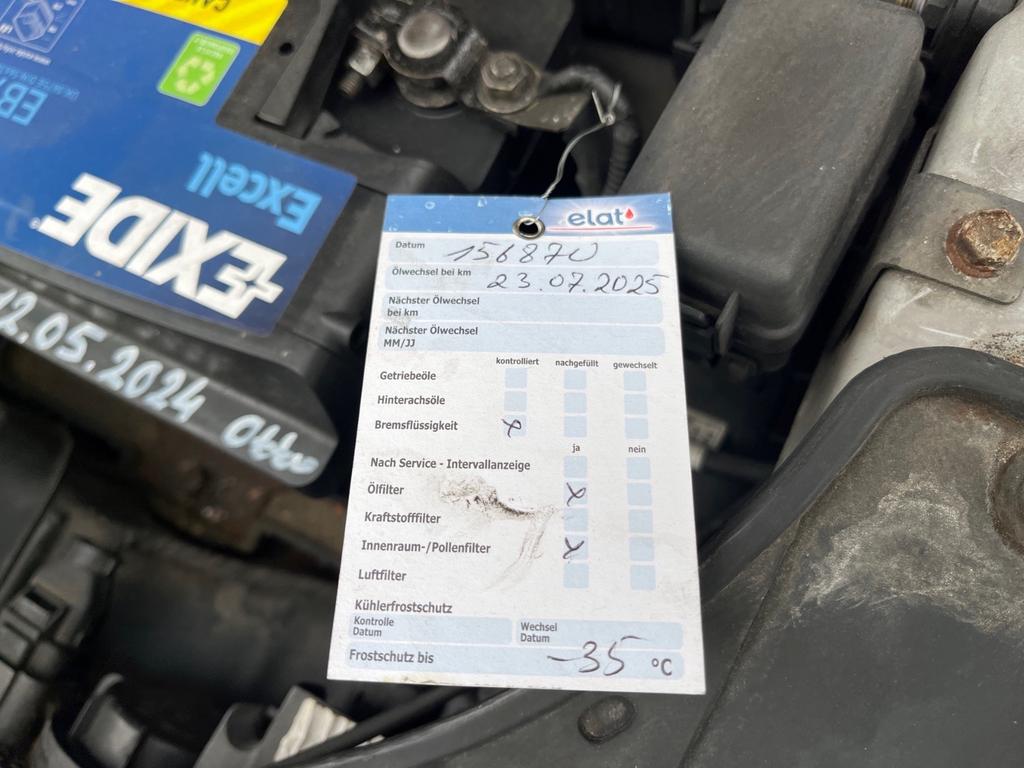 EXIDE
Excell
12.05.2024 Otto
elat
Datum 156870
Ölwechsel bei km 23.07.2025
Nächster Ölwechsel
bei km
Nächster Ölwechsel
MM/JJ
kontrolliert nachgefüllt gewechselt
Getriebeöle
Hinterachsöle
Bremsflüssigkeit x
ja nein
Nach Service - Intervallanzeige
Ölfilter x
Kraftstofffilter
Innenraum-/Pollenfilter x
Luftfilter
Kühlerfrostschutz
Kontrolle Wechsel
Datum Datum
Frostschutz bis -35 °C